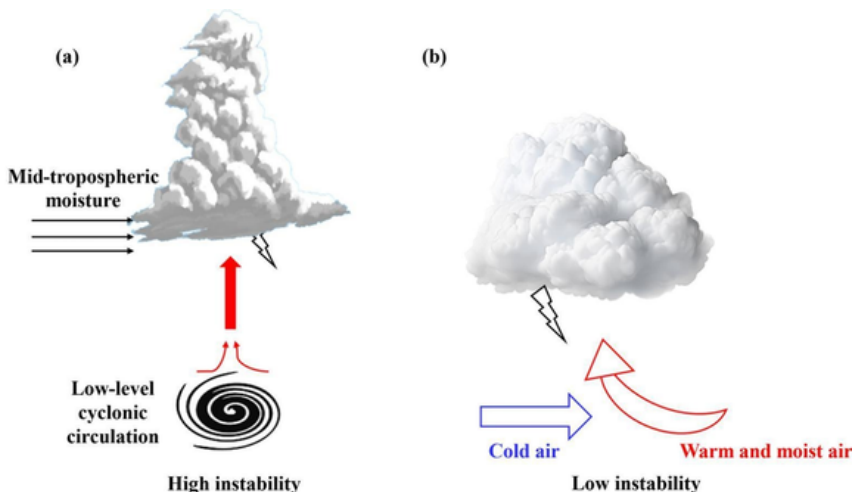 (a)
(b)
Mid-tropospheric
moisture
Low-level
cyclonic
circulation
Cold air
Warm and moist air
High instability
Low instability